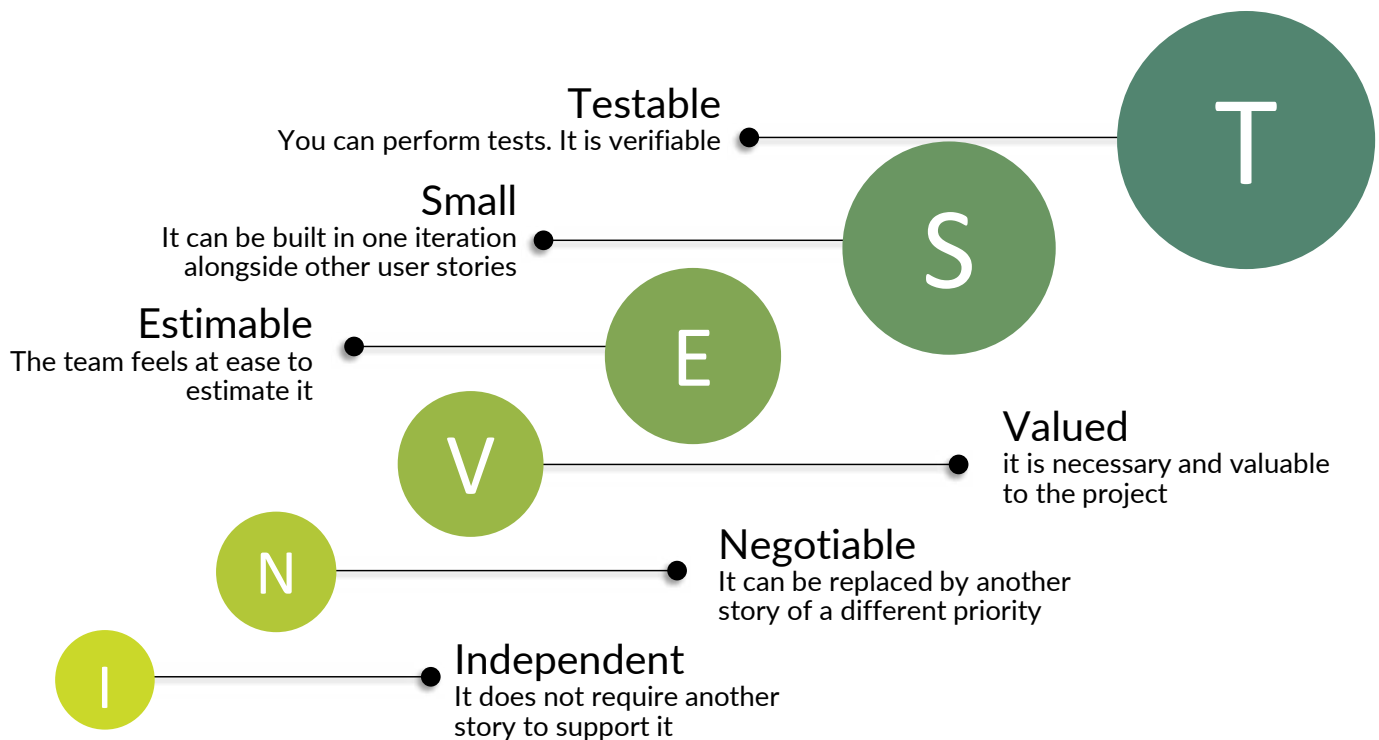 T
Testable
You can perform tests. It is verifiable
S
Small
It can be built in one iteration
alongside other user stories
E
Estimable
The team feels at ease to
estimate it
V
Valued
it is necessary and valuable
to the project
N
Negotiable
It can be replaced by another
story of a different priority
I
Independent
It does not require another
story to support it